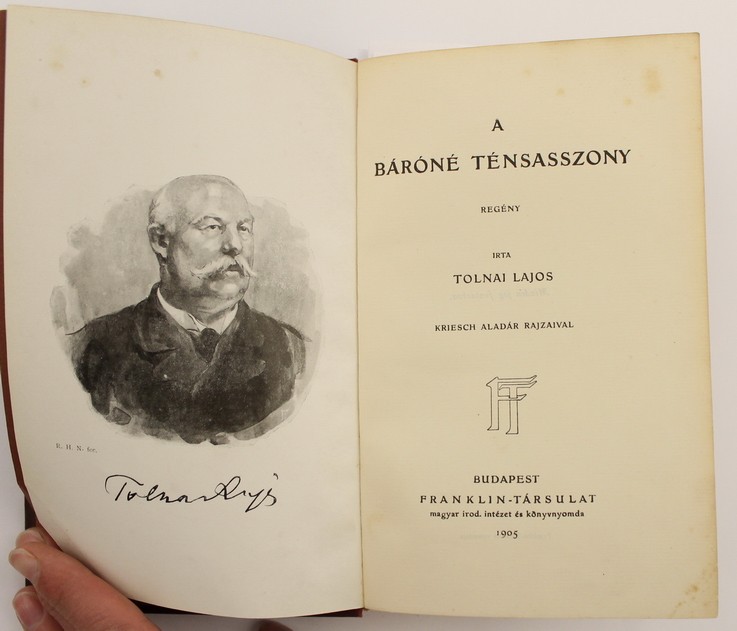 R. H. N. fec.
Tolnai Lajos
A
BÁRÓNÉ TÉNSASSZONY
REGÉNY
IRTA
TOLNAI LAJOS
KRIESCH ALADÁR RAJZAIVAL
FT
BUDAPEST
FRANKLIN-TÁRSULAT
magyar irod. intézet és könyvnyomda
1905